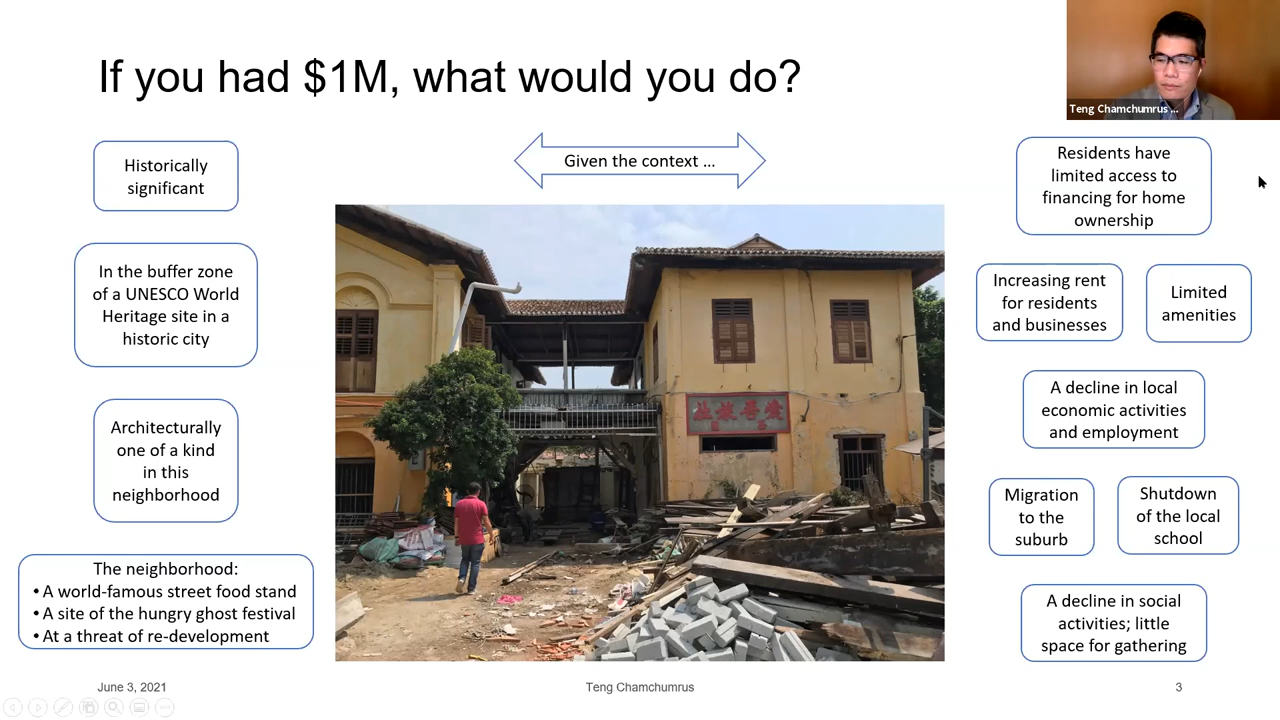 If you had $1M, what would you do?
Teng Chamchumrus ...
Given the context ...
Historically
significant
In the buffer zone
of a UNESCO World
Heritage site in a
historic city
Architecturally
one of a kind
in this
neighborhood
The neighborhood:
• A world-famous street food stand
• A site of the hungry ghost festival
• At a threat of re-development
Residents have
limited access to
financing for home
ownership
Increasing rent
for residents
and businesses
Limited
amenities
A decline in local
economic activities
and employment
Migration
to the
suburb
Shutdown
of the local
school
A decline in social
activities; little
space for gathering
June 3, 2021
Teng Chamchumrus
3